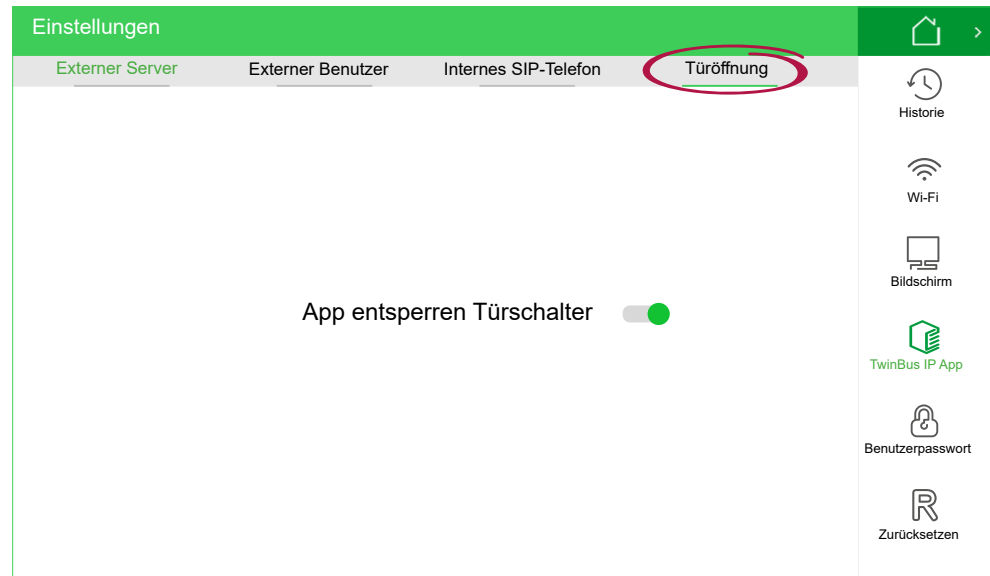 Einstellungen
Externer Server Externer Benutzer Internes SIP-Telefon Türöffnung
App entsperren Türschalter
Historie
Wi-Fi
Bildschirm
TwinBus IP App
Benutzerpasswort
R
Zurücksetzen